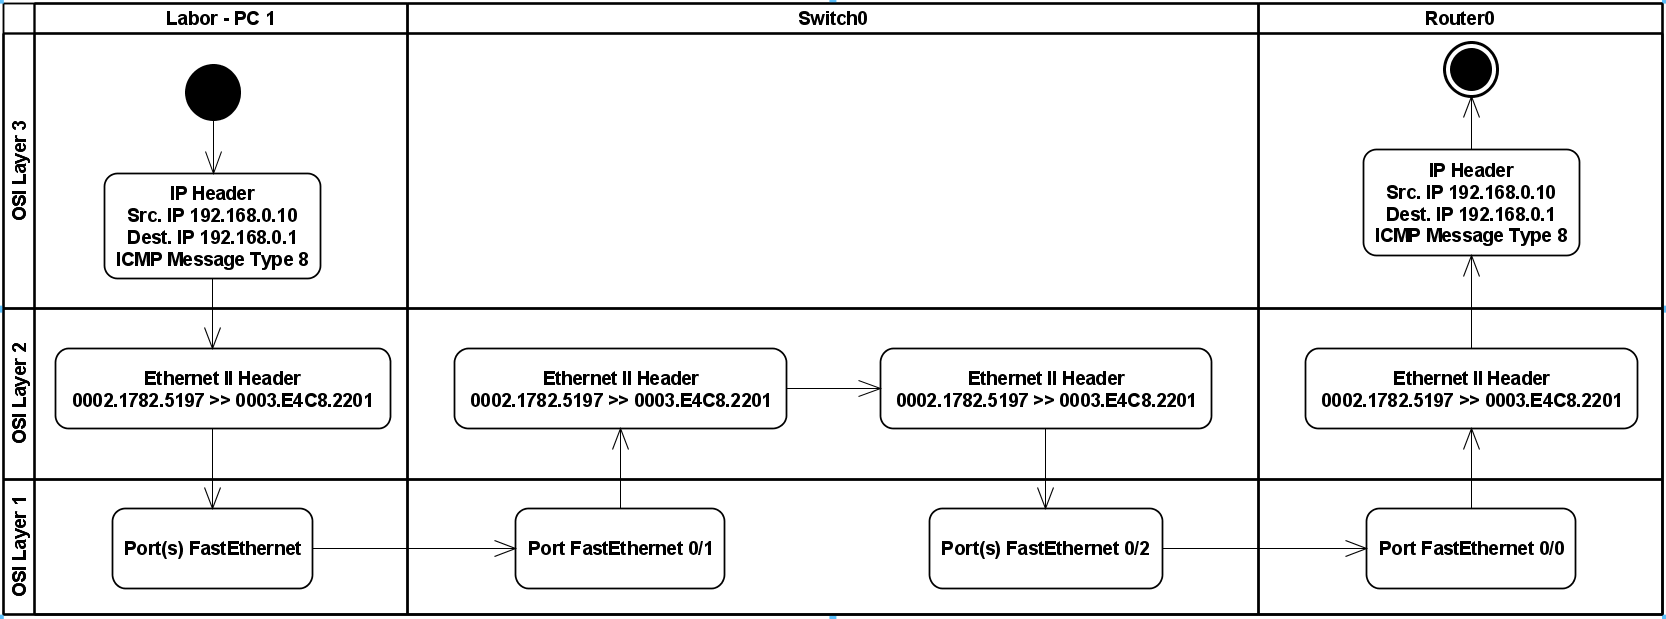 Labor - PC 1
Switch0
Router0
OSI Layer 3
IP Header
Src. IP 192.168.0.10
Dest. IP 192.168.0.1
ICMP Message Type 8
IP Header
Src. IP 192.168.0.10
Dest. IP 192.168.0.1
ICMP Message Type 8
OSI Layer 2
Ethernet II Header
0002.1782.5197 >> 0003.E4C8.2201
Ethernet II Header
0002.1782.5197 >> 0003.E4C8.2201
Ethernet II Header
0002.1782.5197 >> 0003.E4C8.2201
Ethernet II Header
0002.1782.5197 >> 0003.E4C8.2201
OSI Layer 1
Port(s) FastEthernet
Port FastEthernet 0/1
Port(s) FastEthernet 0/2
Port FastEthernet 0/0